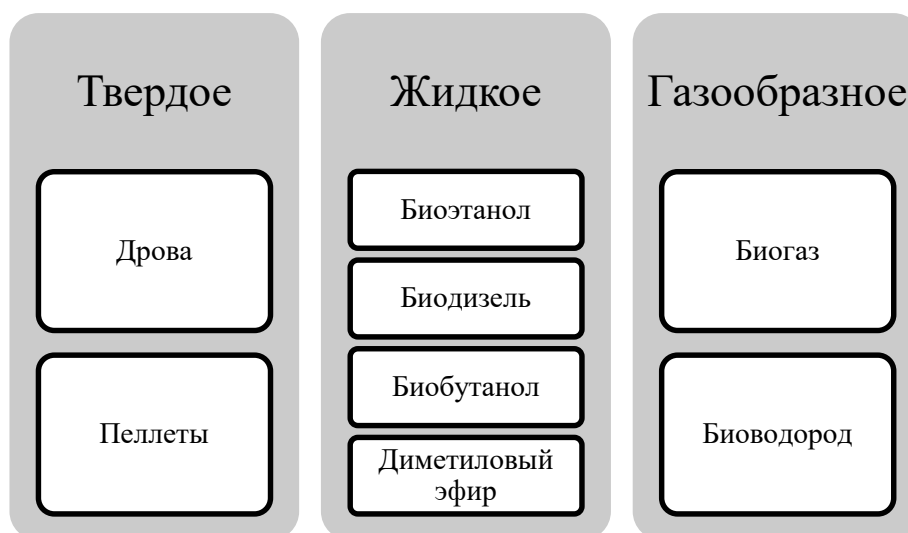 Твердое
Дрова
Пеллеты
Жидкое
Биоэтанол
Биодизель
Биобутанол
Диметиловый
эфир
Газообразное
Биогаз
Биоводород